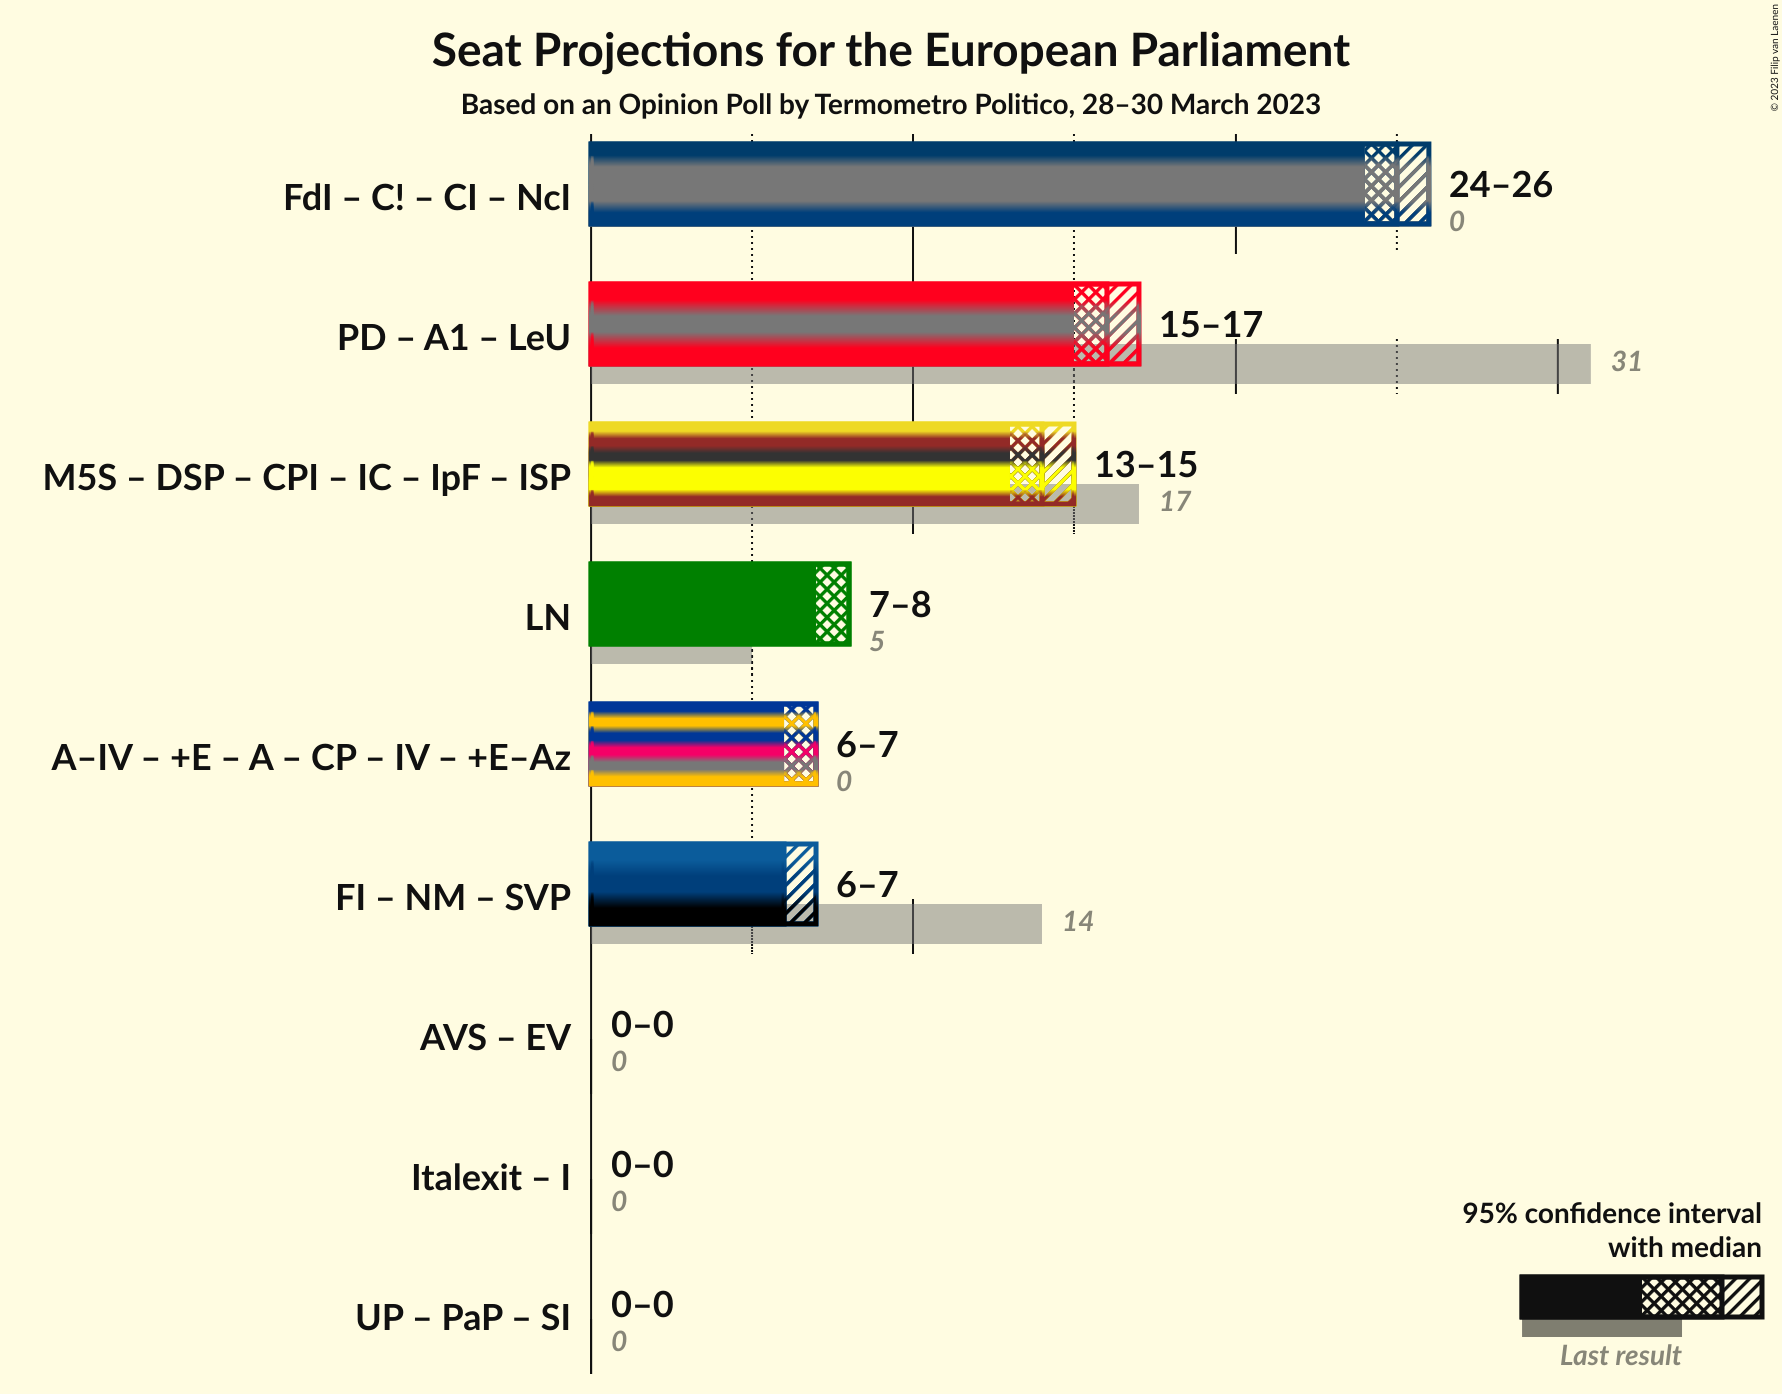 Seat Projections for the European Parliament
Based on an Opinion Poll by Termometro Politico, 28–30 March 2023
© 2023 Filip van Laenen
FdI – C! – CI – NcI
24–26
0
PD – A1 – LeU
15–17
31
M5S – DSP – CPI – IC – IpF – ISP
13–15
17
LN
7–8
5
A–IV – +E – A – CP – IV – +E–Az
6–7
0
FI – NM – SVP
6–7
14
AVS – EV
0–0
0
Italexit – I
0–0
0
UP – PaP – SI
0–0
0
95% confidence interval
with median
Last result